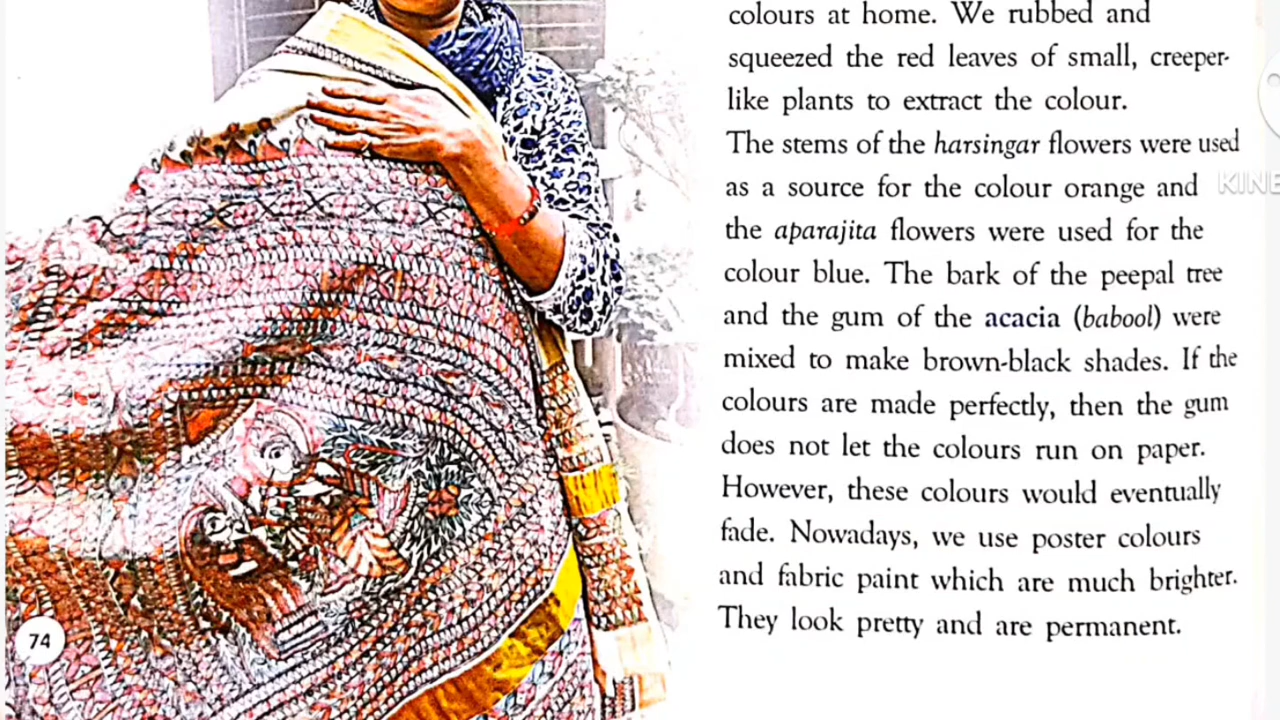 colours at home. We rubbed and
squeezed the red leaves of small, creeper-
like plants to extract the colour.
The stems of the harsingar flowers were used
as a source for the colour orange and
the aparajita flowers were used for the
colour blue. The bark of the peepal tree
and the gum of the acacia (babool) were
mixed to make brown-black shades. If the
colours are made perfectly, then the gum
does not let the colours run on paper.
However, these colours would eventually
fade. Nowadays, we use poster colours
and fabric paint which are much brighter.
They look pretty and are permanent.
KINE
74